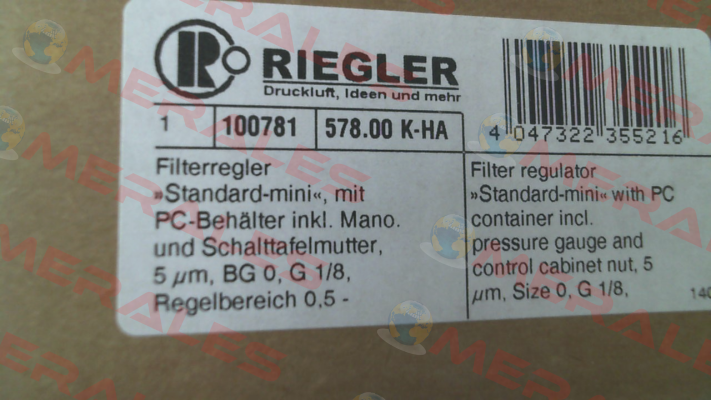 RIEGLER
Druckluft, Ideen und mehr
1 100781 578.00 K-HA
4 047322 355216
Filterregler
»Standard-mini«, mit
PC-Behälter inkl. Mano.
und Schalttafelmutter,
5 µm, BG 0, G 1/8,
Regelbereich 0,5 -
Filter regulator
»Standard-mini« with PC
container incl.
pressure gauge and
control cabinet nut, 5
µm, Size 0, G 1/8,
140
MERALES